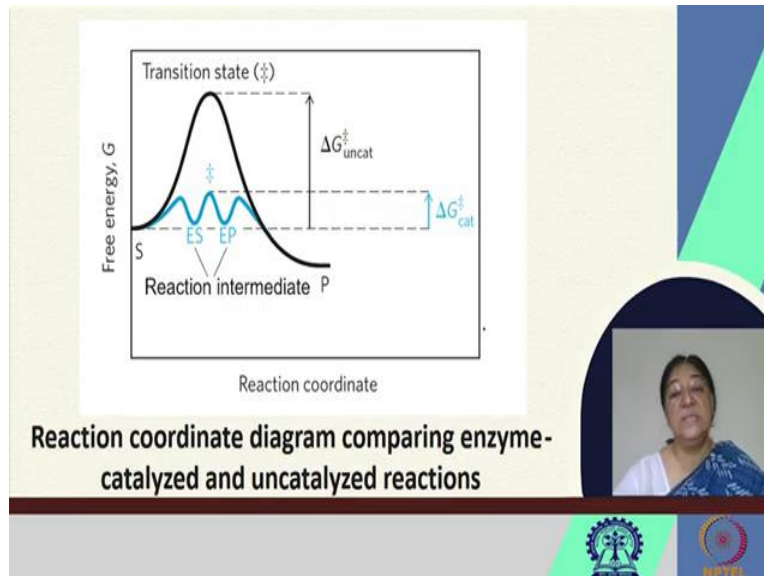 Transition state (‡)
Free energy, G
ΔG‡uncat
‡
ΔG‡cat
S
ES EP
Reaction intermediate
P
Reaction coordinate
Reaction coordinate diagram comparing enzyme-
catalyzed and uncatalyzed reactions
NPTEL